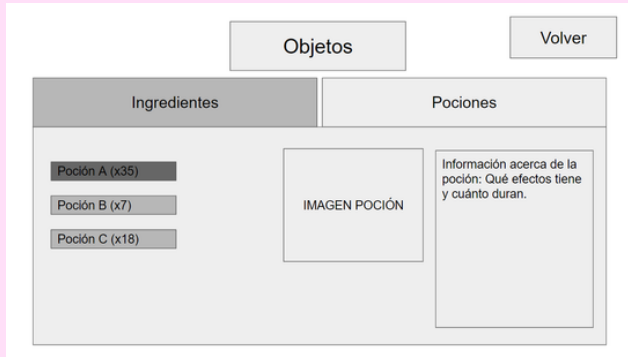 Objetos
Volver
Ingredientes
Pociones
Poción A (x35)
Poción B (x7)
Poción C (x18)
IMAGEN POCIÓN
Información acerca de la
poción: Qué efectos tiene
y cuánto duran.